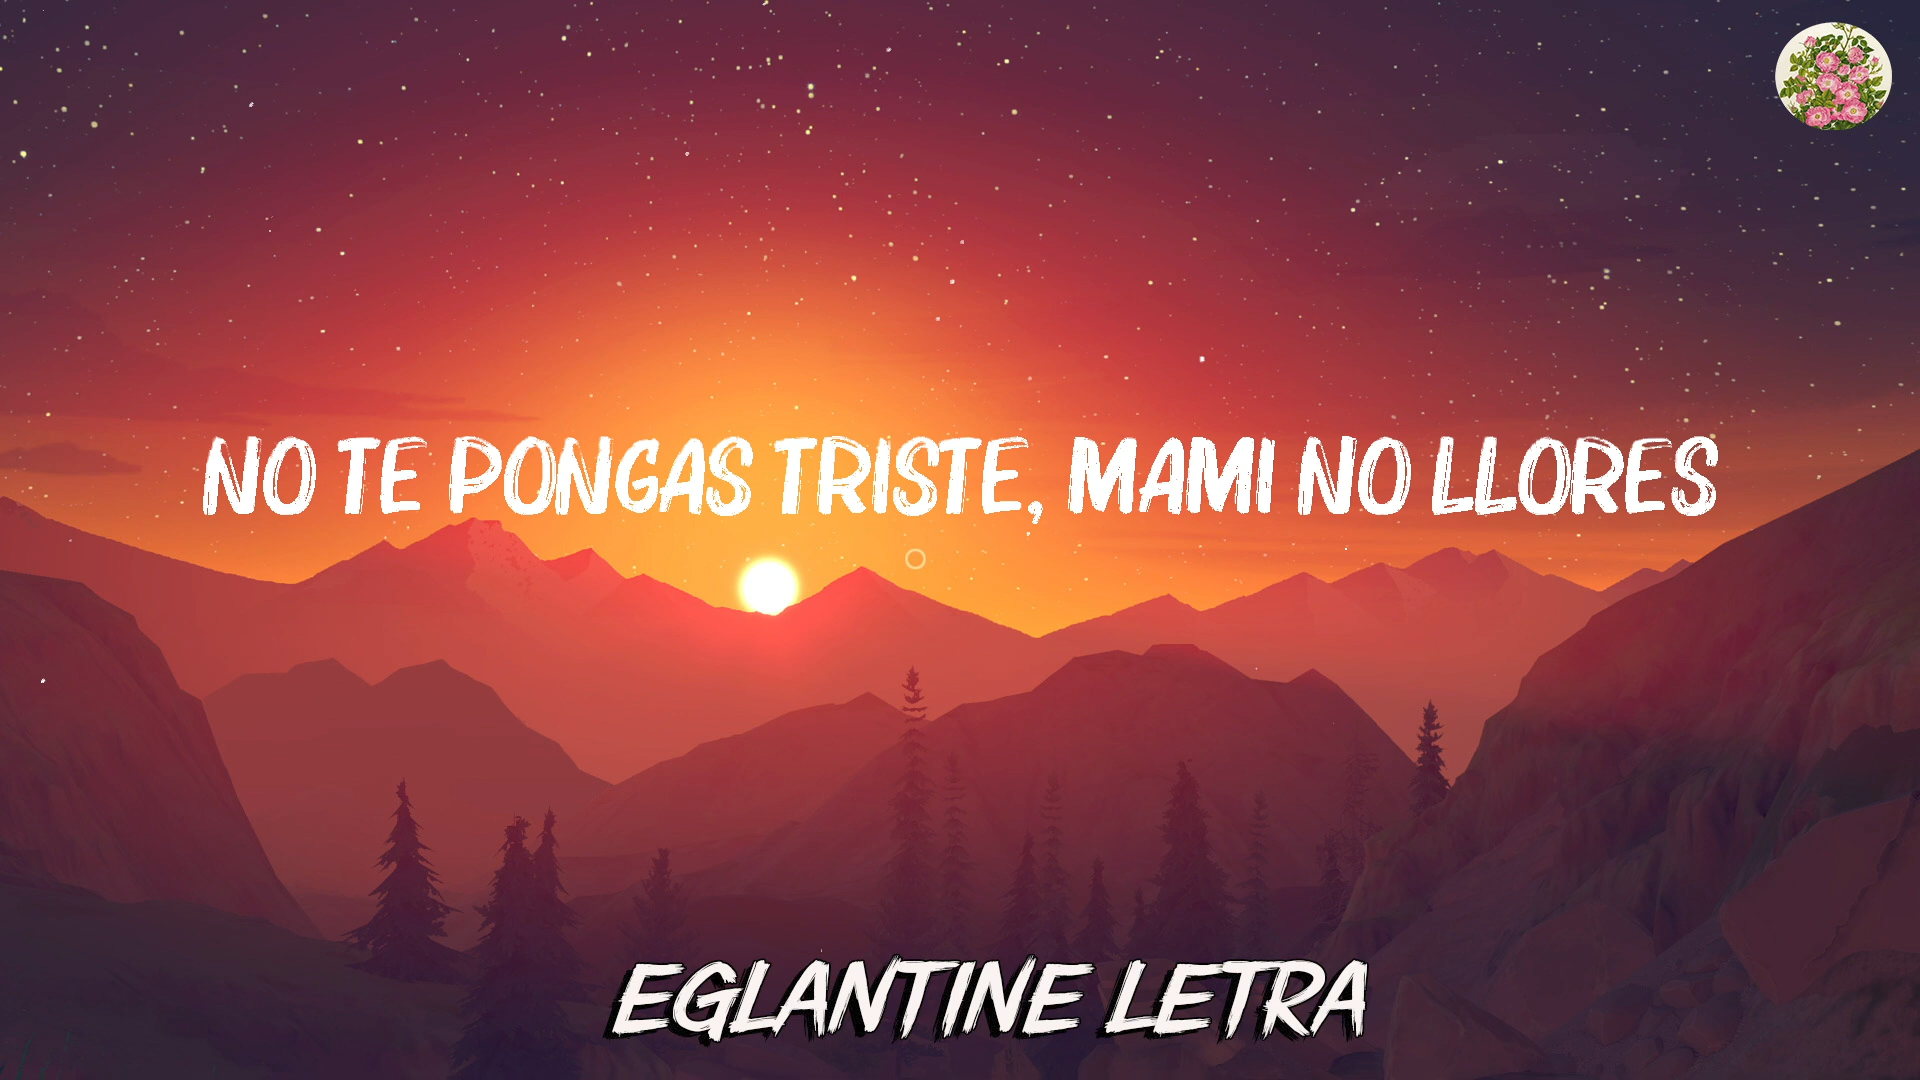 NO TE PONGAS TRISTE, MAMI NO LLORES
EGLANTINE LETRA